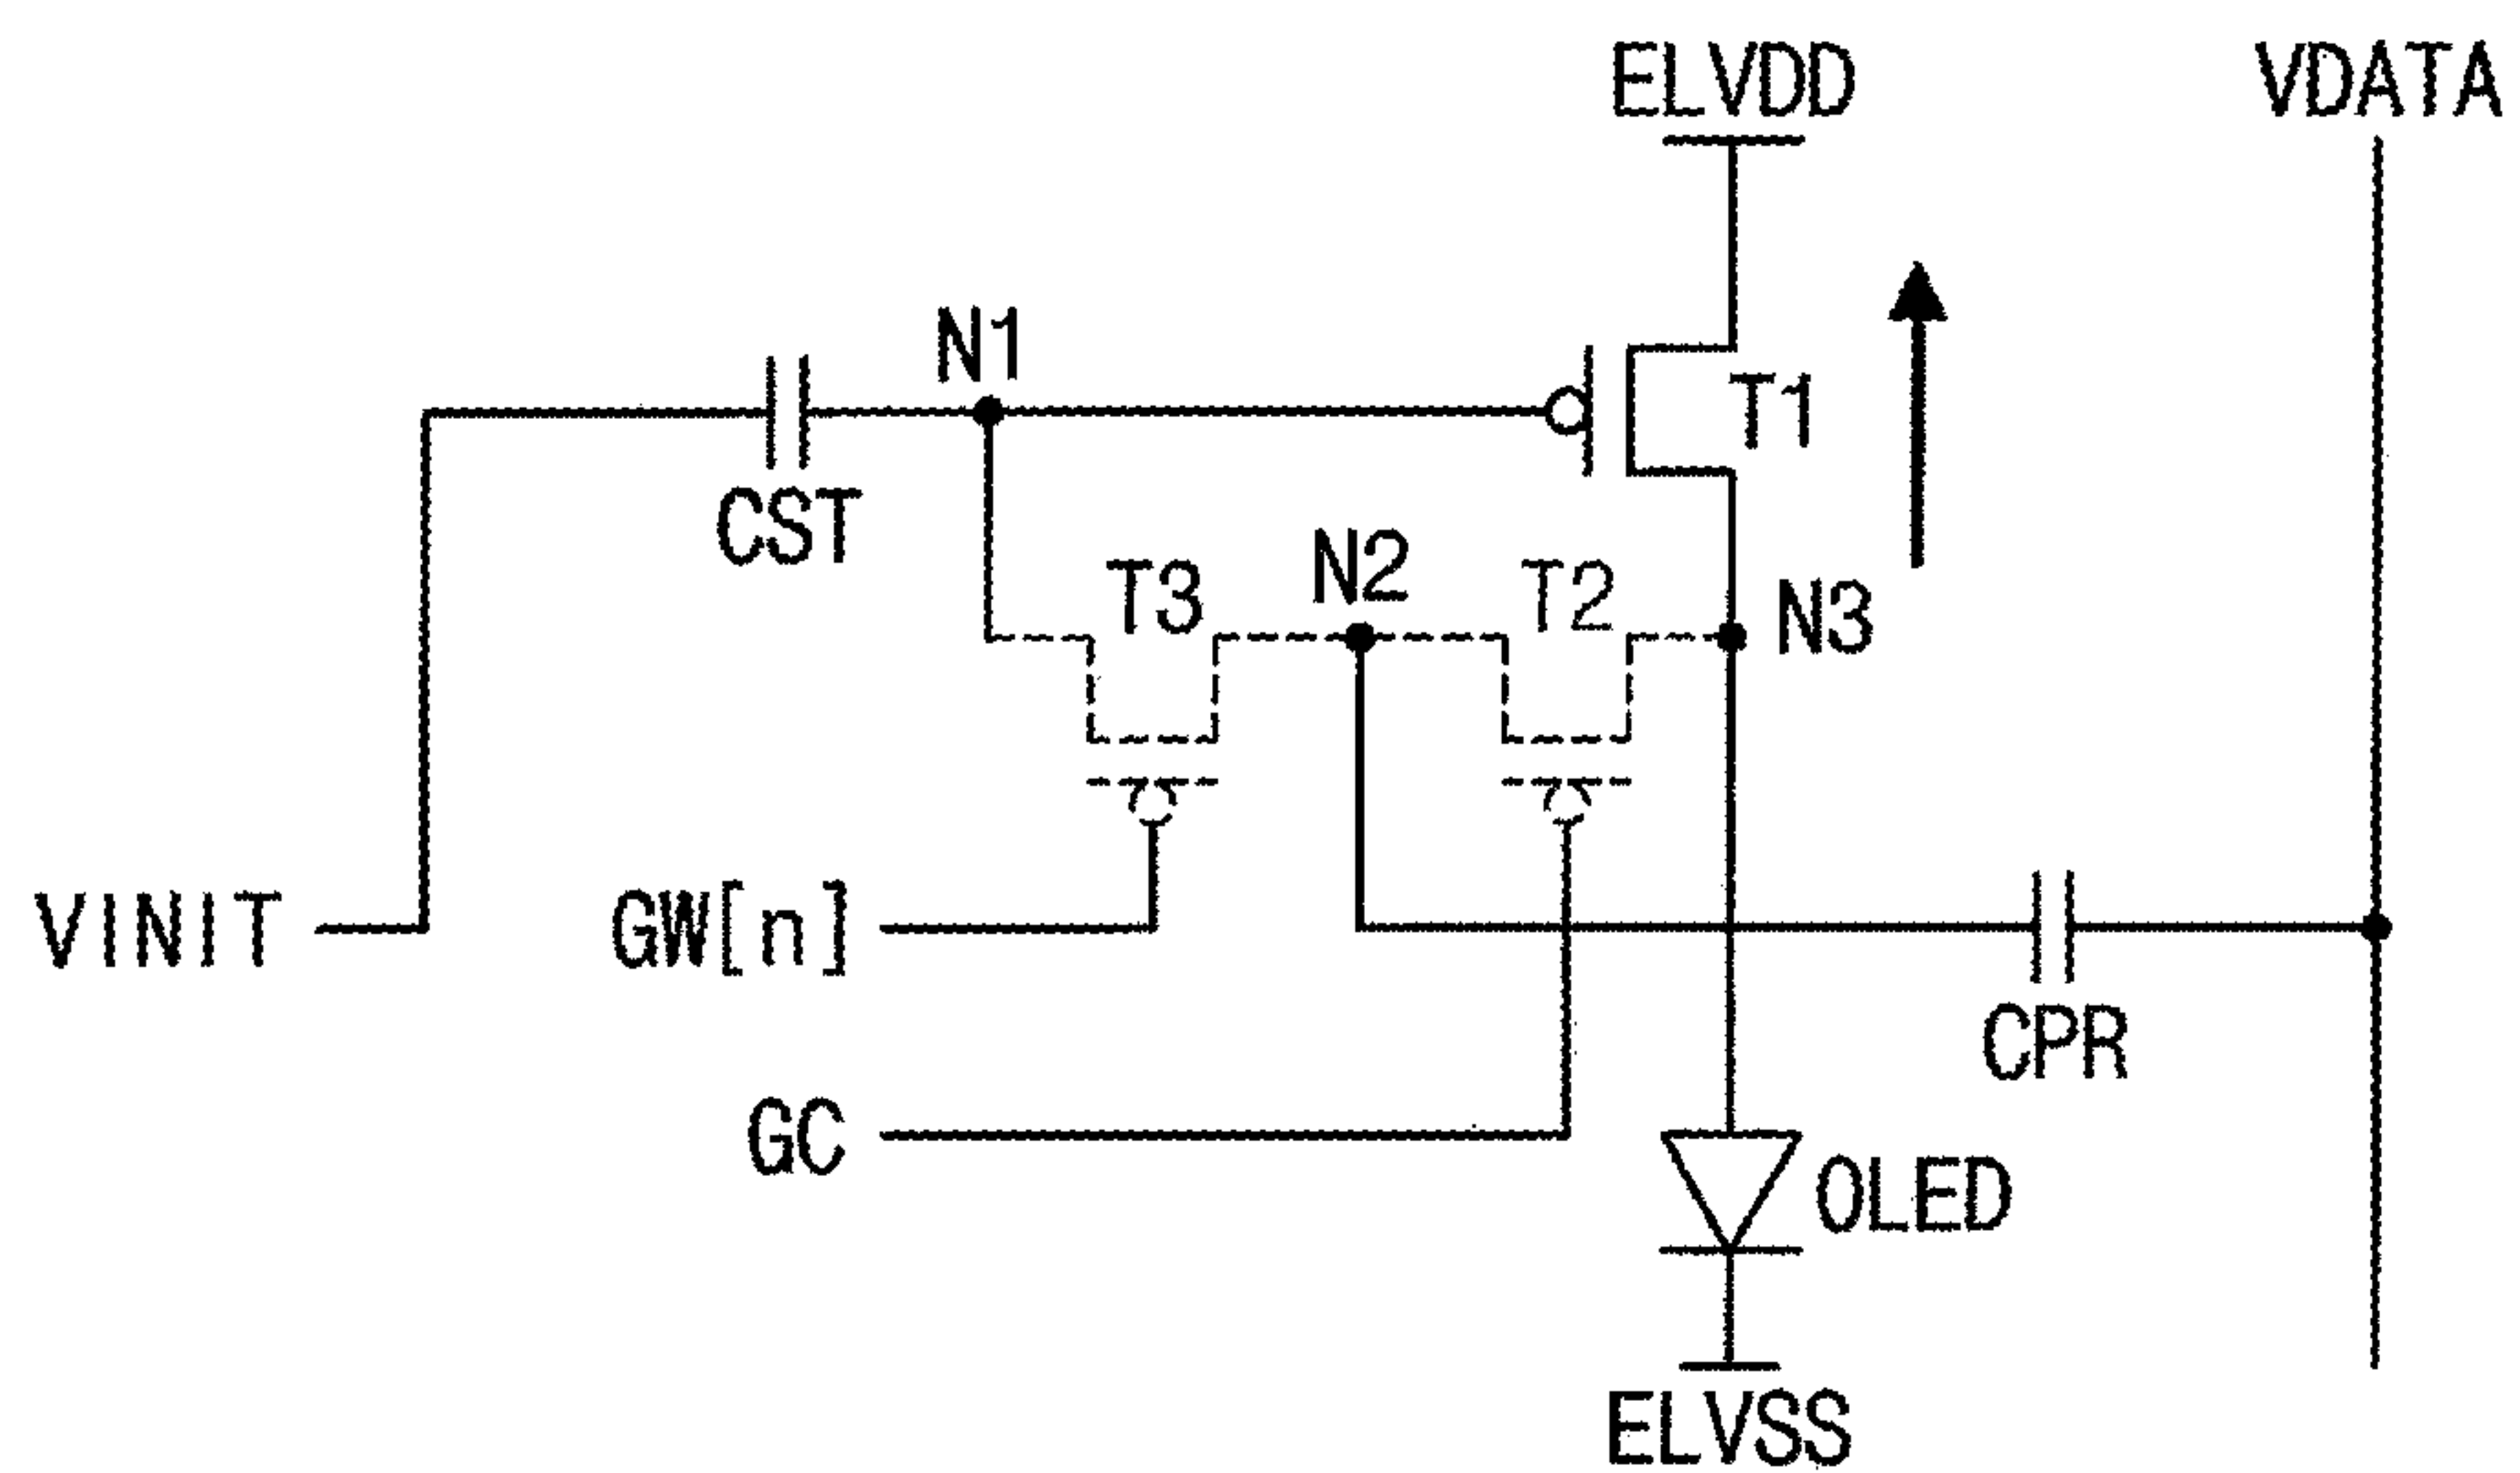 ELVDD
VDATA
N1
T1
CST
T3
N2
T2
N3
VINIT
GW[n]
CPR
GC
OLED
ELVSS